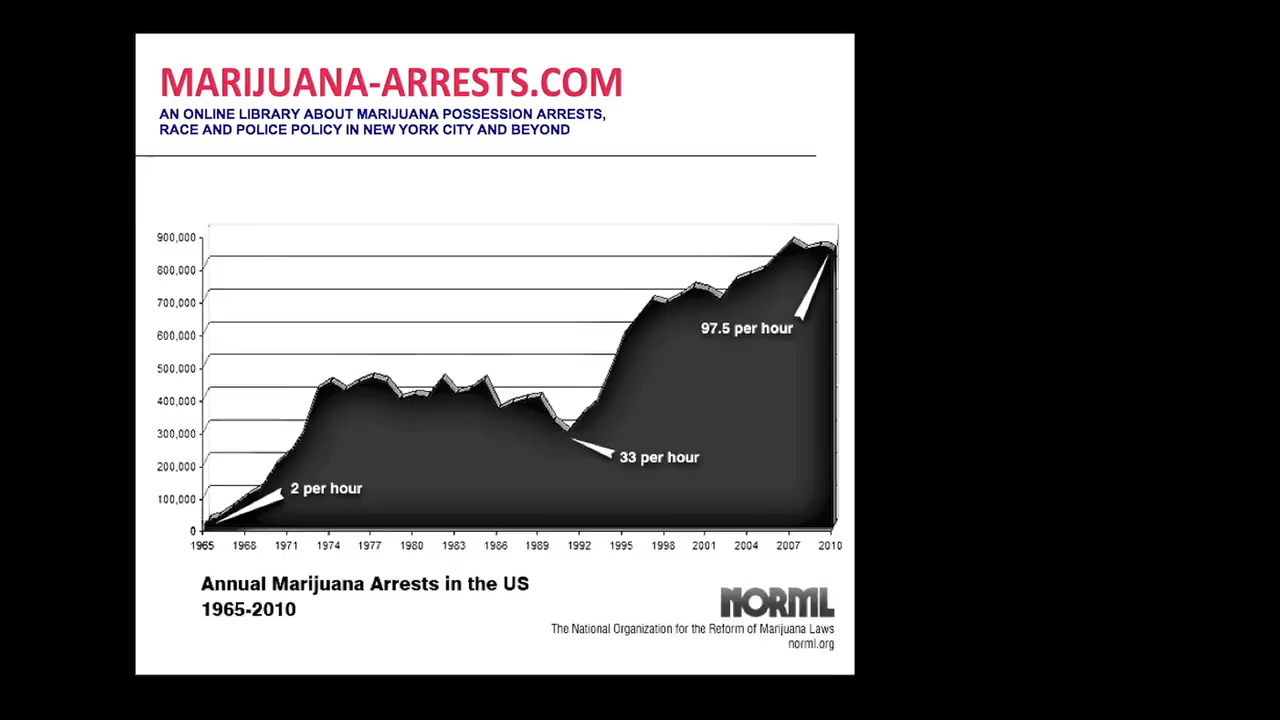 MARIJUANA-ARRESTS.COM
AN ONLINE LIBRARY ABOUT MARIJUANA POSSESSION ARRESTS,
RACE AND POLICE POLICY IN NEW YORK CITY AND BEYOND
900,000
800,000
700,000
600,000
500,000
400,000
300,000
200,000
100,000
0
97.5 per hour
33 per hour
2 per hour
1965 1968 1971 1974 1977 1980 1983 1986 1989 1992 1995 1998 2001 2004 2007 2010
Annual Marijuana Arrests in the US
1965-2010
NORML
The National Organization for the Reform of Marijuana Laws
norml.org